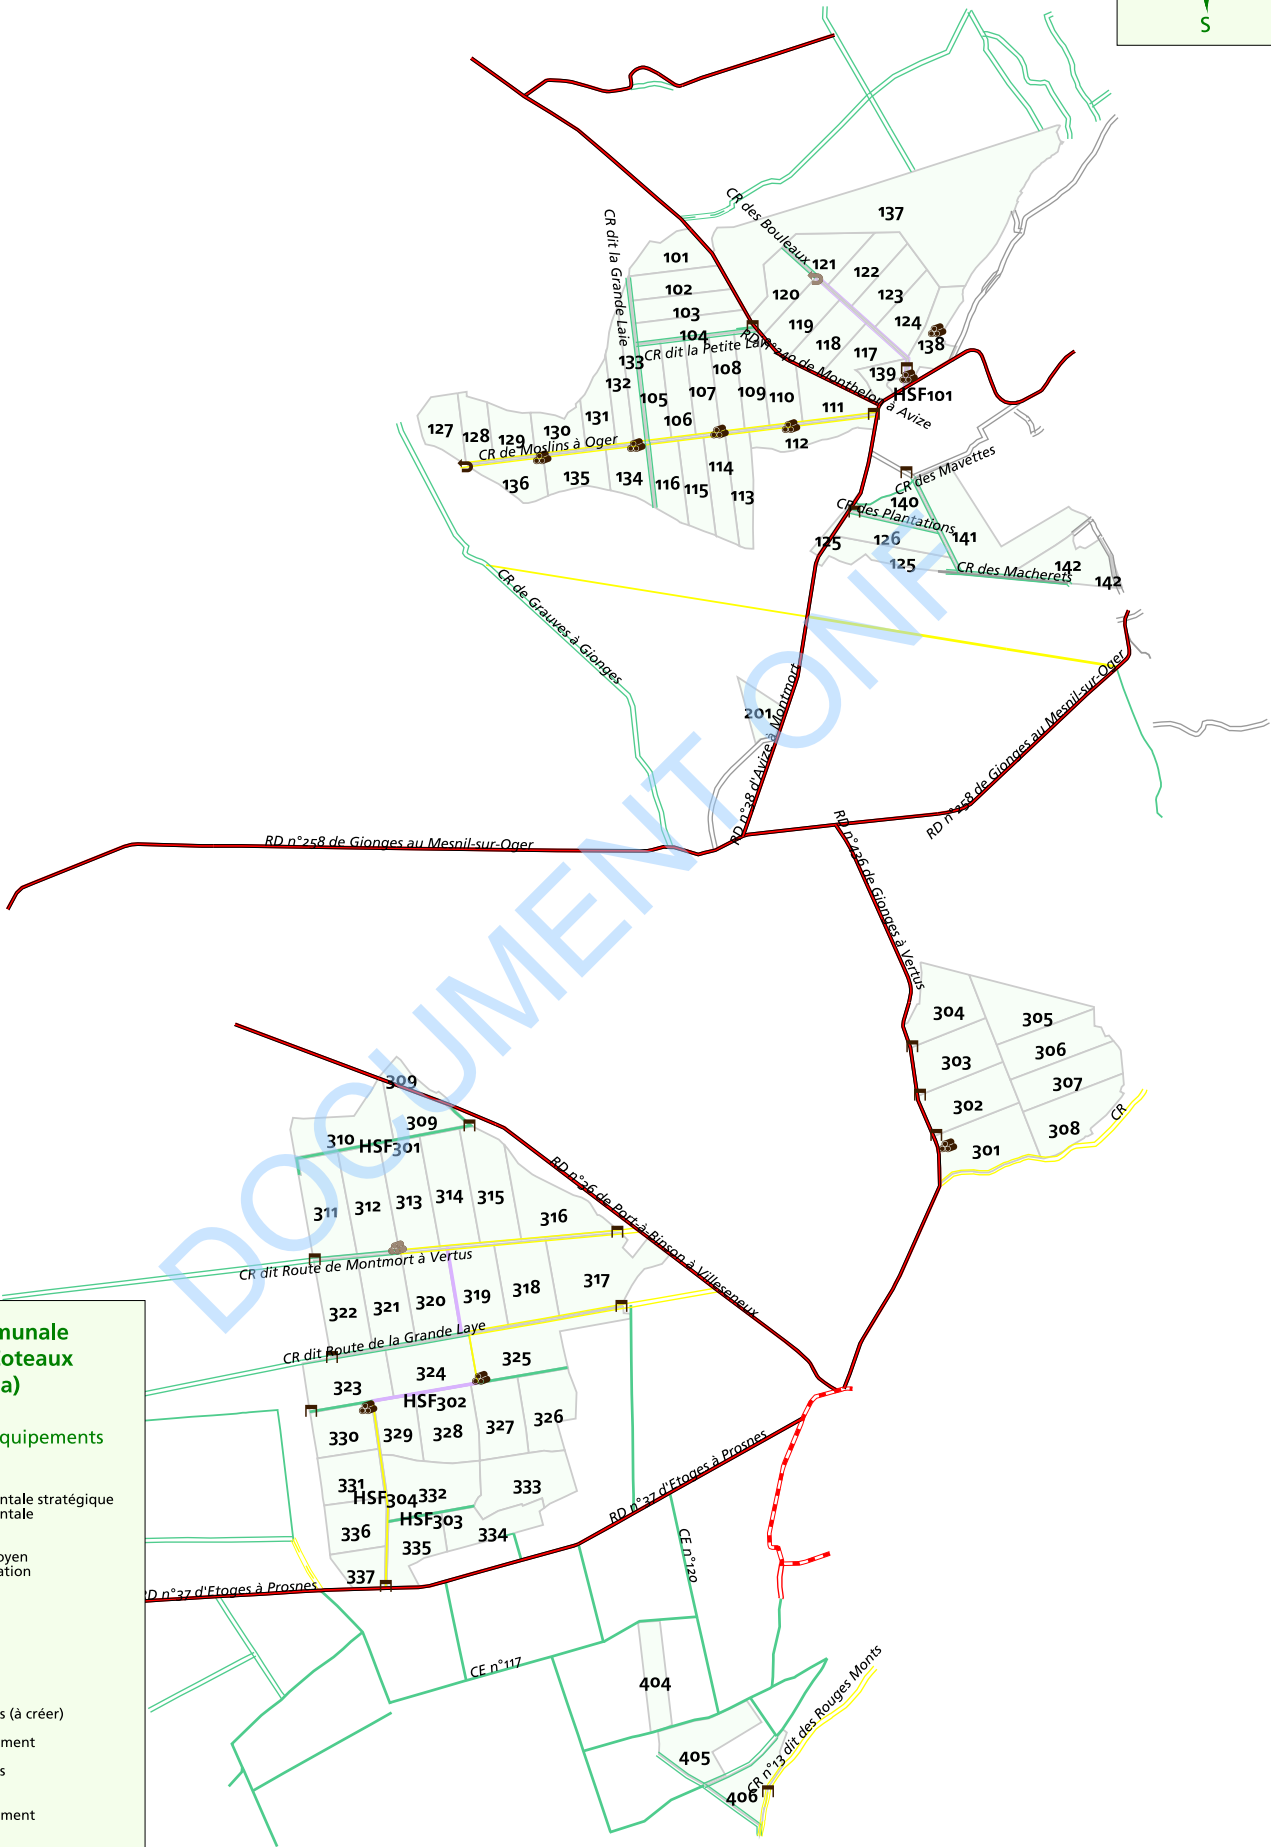 S
137
CR des Bouleaux
CR dit la Grande Laie
101
121
122
102
120
123
103
119
124
104
118
138
CR dit la Petite Laie
RD n°240 de Monthelon à Avize
117
133
108
139
132
107
109
110
HSF101
105
111
131
106
127
128
129
130
112
CR de Moslins à Oger
114
136
135
134
116
115
113
CR des Mavettes
140
CR des Plantations
141
125
126
125
CR des Macherets
142
142
CR de Grauves à Gionges
201
RD n°38 d'Avize à Montmort
RD n°258 de Gionges au Mesnil-sur-Oger
RD n°258 de Gionges au Mesnil-sur-Oger
RD n°436 de Gionges à Vertus
304
305
303
306
307
302
308
301
CR
309
309
310
HSF301
RD n°36 de Port-à-Binson à Villeseneux
311
312
313
314
315
316
CR dit Route de Montmort à Vertus
317
322
321
320
319
318
CR dit Route de la Grande Laye
325
323
324
HSF302
326
330
329
328
327
331
332
333
HSF304
HSF303
336
335
334
337
RD n°37 d'Etoges à Prosnes
RD n°37 d'Etoges à Prosnes
CE n°120
CE n°117
404
405
406
CR n°13 dit des Rouges Monts
munale
oteaux
a)
quipements
ntale stratégique
ntale
oyen
ation
s (à créer)
ment
s
ment
DOCUMENT ONF